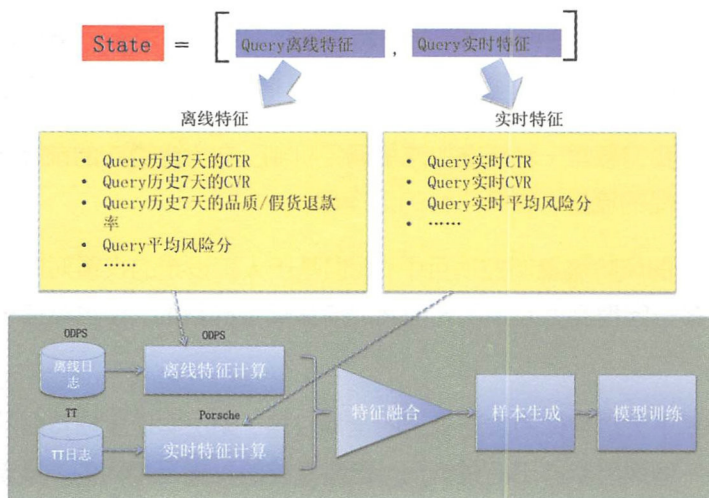 State = [ Query离线特征 , Query实时特征 ]
离线特征
• Query历史7天的CTR
• Query历史7天的CVR
• Query历史7天的品质/假货退款
率
• Query平均风险分
• ……
实时特征
• Query实时CTR
• Query实时CVR
• Query实时平均风险分
• ……
ODPS
离线日
志
ODPS
离线特征计算
TT
TT日志
Porsche
实时特征计算
特征融合
样本生成
模型训练